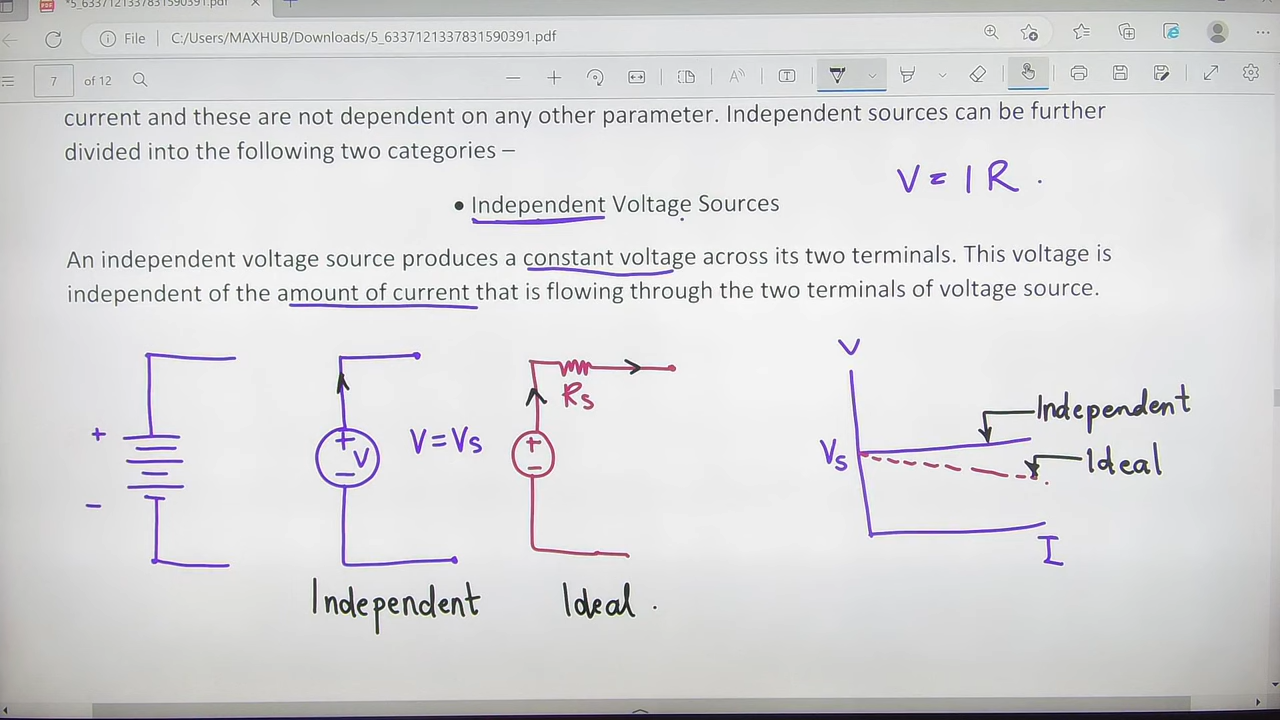 *5_6337121337831590391.pdf
File C:/Users/MAXHUB/Downloads/5_6337121337831590391.pdf
7 of 12
current and these are not dependent on any other parameter. Independent sources can be further
divided into the following two categories –
V = I R .
• Independent Voltage Sources
An independent voltage source produces a constant voltage across its two terminals. This voltage is
independent of the amount of current that is flowing through the two terminals of voltage source.
V
Rs
Independent
+ + V = Vs + Vs Ideal
V
– – –
I
Independent Ideal .